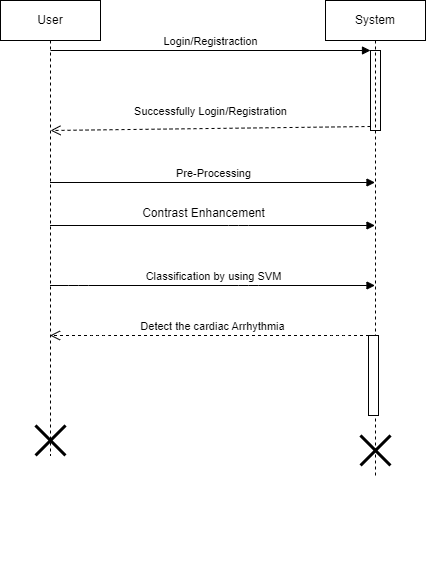 User
System
Login/Registraction
Successfully Login/Registration
Pre-Processing
Contrast Enhancement
Classification by using SVM
Detect the cardiac Arrhythmia